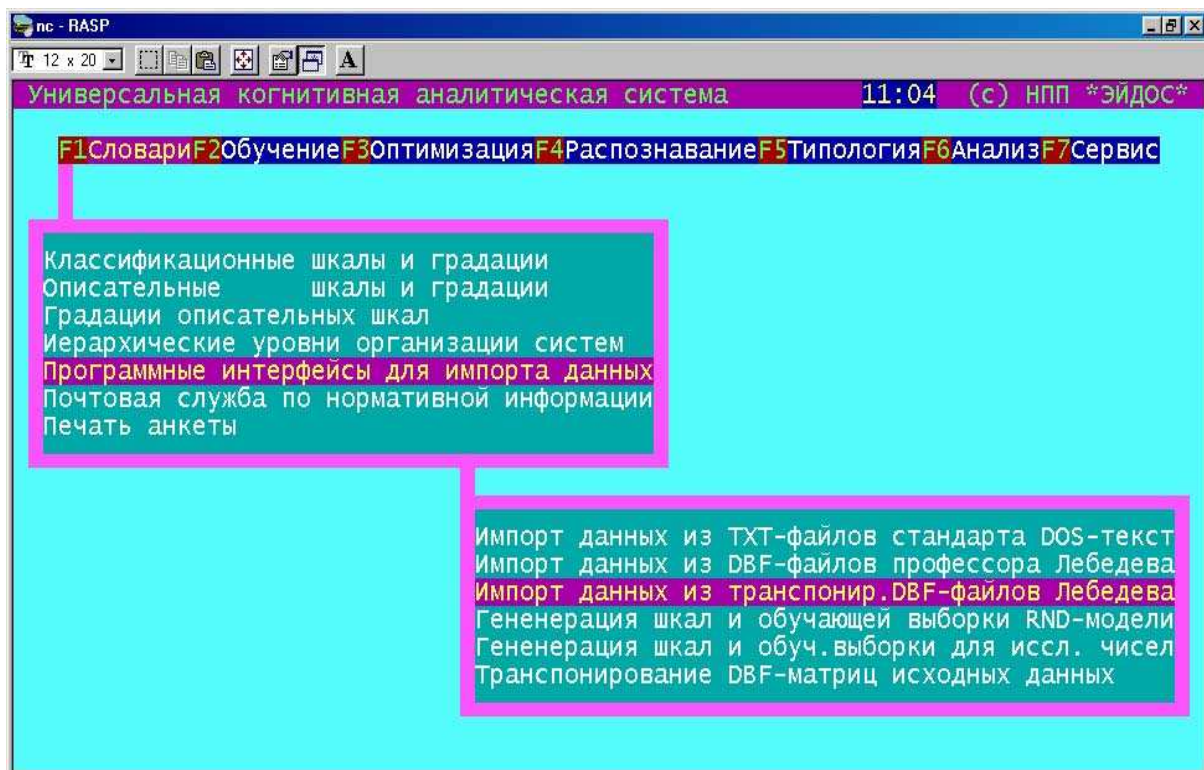 nc - RASP
12 x 20 A
Универсальная когнитивная аналитическая система 11:04 (c) НПП *ЭЙДОС*
F1Словари F2Обучение F3Оптимизация F4Распознавание F5Типология F6Анализ F7Сервис
Классификационные шкалы и градации
Описательные шкалы и градации
Градации описательных шкал
Иерархические уровни организации систем
Программные интерфейсы для импорта данных
Почтовая служба по нормативной информации
Печать анкеты
Импорт данных из TXT-файлов стандарта DOS-текст
Импорт данных из DBF-файлов профессора Лебедева
Импорт данных из транспонир.DBF-файлов Лебедева
Гененерация шкал и обучающей выборки RND-модели
Гененерация шкал и обуч.выборки для иссл. чисел
Транспонирование DBF-матриц исходных данных